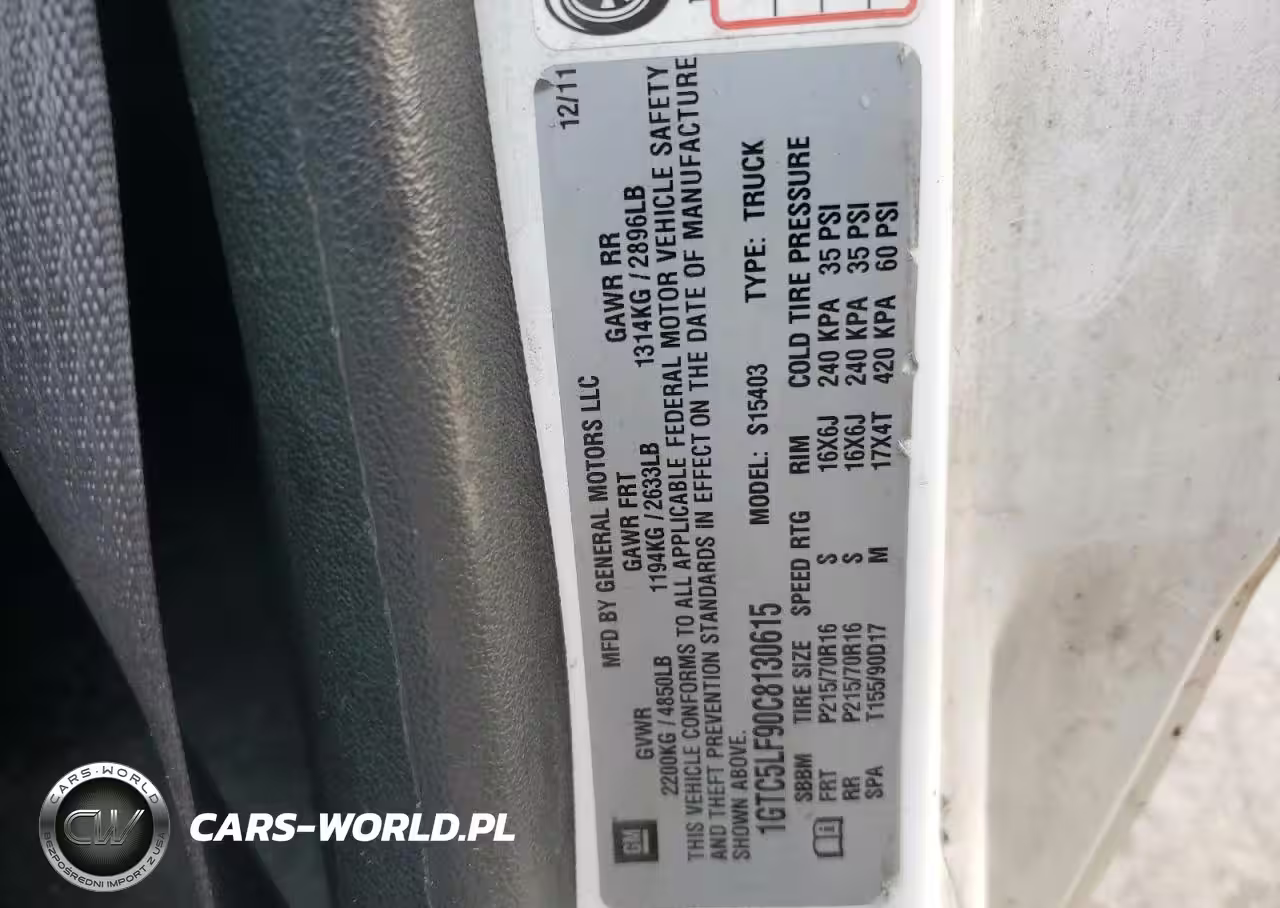 12/11
MFD BY GENERAL MOTORS LLC
GVWR GAWR FRT GAWR RR
2200KG / 4850LB 1194KG / 2633LB 1314KG / 2896LB
THIS VEHICLE CONFORMS TO ALL APPLICABLE FEDERAL MOTOR VEHICLE SAFETY
AND THEFT PREVENTION STANDARDS IN EFFECT ON THE DATE OF MANUFACTURE
SHOWN ABOVE.
1GTC5LF90C8130615 MODEL: S15403 TYPE: TRUCK
SBBM TIRE SIZE SPEED RTG RIM COLD TIRE PRESSURE
FRT P215/70R16 S 16X6J 240 KPA 35 PSI
RR P215/70R16 S 16X6J 240 KPA 35 PSI
SPA T155/90D17 M 17X4T 420 KPA 60 PSI
GM
CARS-WORLD
CW
BEZPOŚREDNI IMPORT Z USA
CARS-WORLD.PL